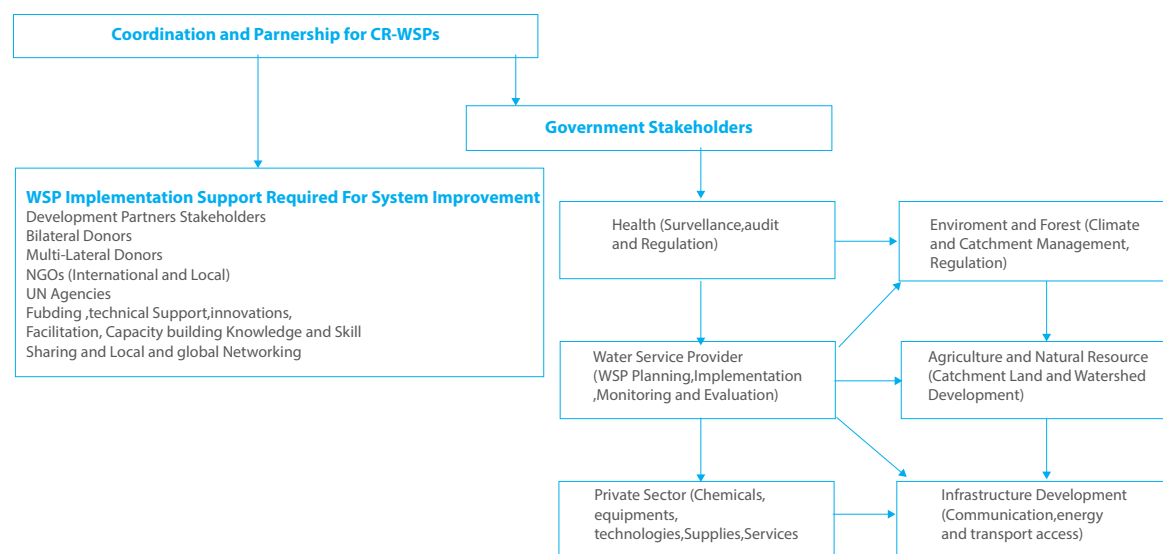 Coordination and Parnership for CR-WSPs
Government Stakeholders
WSP Implementation Support Required For System Improvement
Development Partners Stakeholders
Bilateral Donors
Multi-Lateral Donors
NGOs (International and Local)
UN Agencies
Fubding ,technical Support,innovations,
Facilitation, Capacity building Knowledge and Skill
Sharing and Local and global Networking
Health (Survellance,audit
and Regulation)
Enviroment and Forest (Climate
and Catchment Management,
Regulation)
Water Service Provider
(WSP Planning,Implementation
,Monitoring and Evaluation)
Agriculture and Natural Resource
(Catchment Land and Watershed
Development)
Private Sector (Chemicals,
equipments,
technologies,Supplies,Services
Infrastructure Development
(Communication,energy
and transport access)